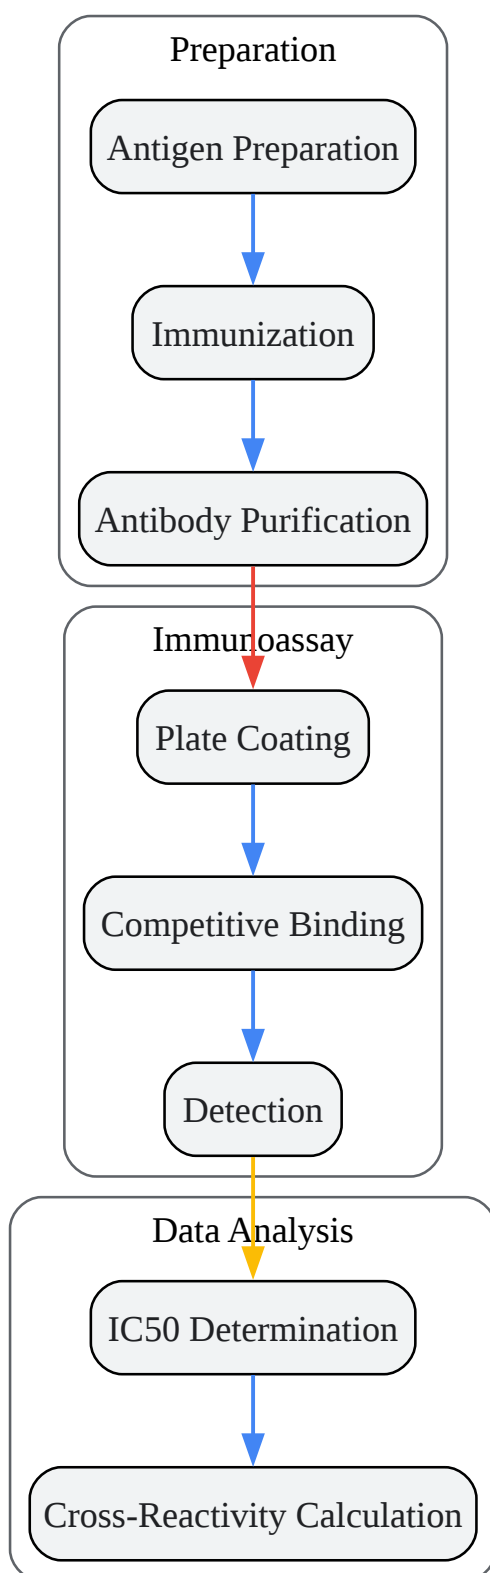 Preparation
Antigen Preparation
Immunization
Antibody Purification
Immunoassay
Plate Coating
Competitive Binding
Detection
Data Analysis
IC50 Determination
Cross-Reactivity Calculation